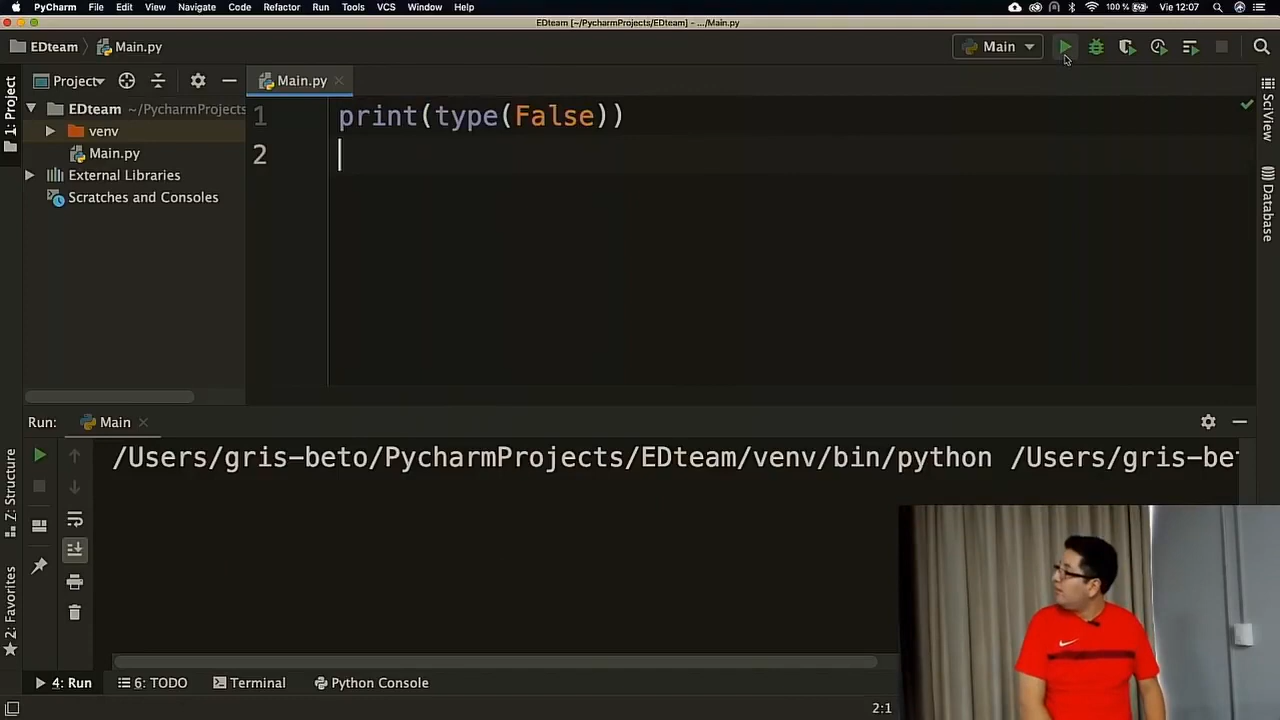 PyCharm File Edit View Navigate Code Refactor Run Tools VCS Window Help 100 % Vie 12:07
EDteam [~/PycharmProjects/EDteam] - .../Main.py
EDteam Main.py Main
1: Project
Project
Main.py
EDteam ~/PycharmProjects
venv
Main.py
External Libraries
Scratches and Consoles
1 print(type(False))
2
SciView
Database
Run: Main
/Users/gris-beto/PycharmProjects/EDteam/venv/bin/python /Users/gris-be
Z: Structure
2: Favorites
4: Run 6: TODO Terminal Python Console
2:1